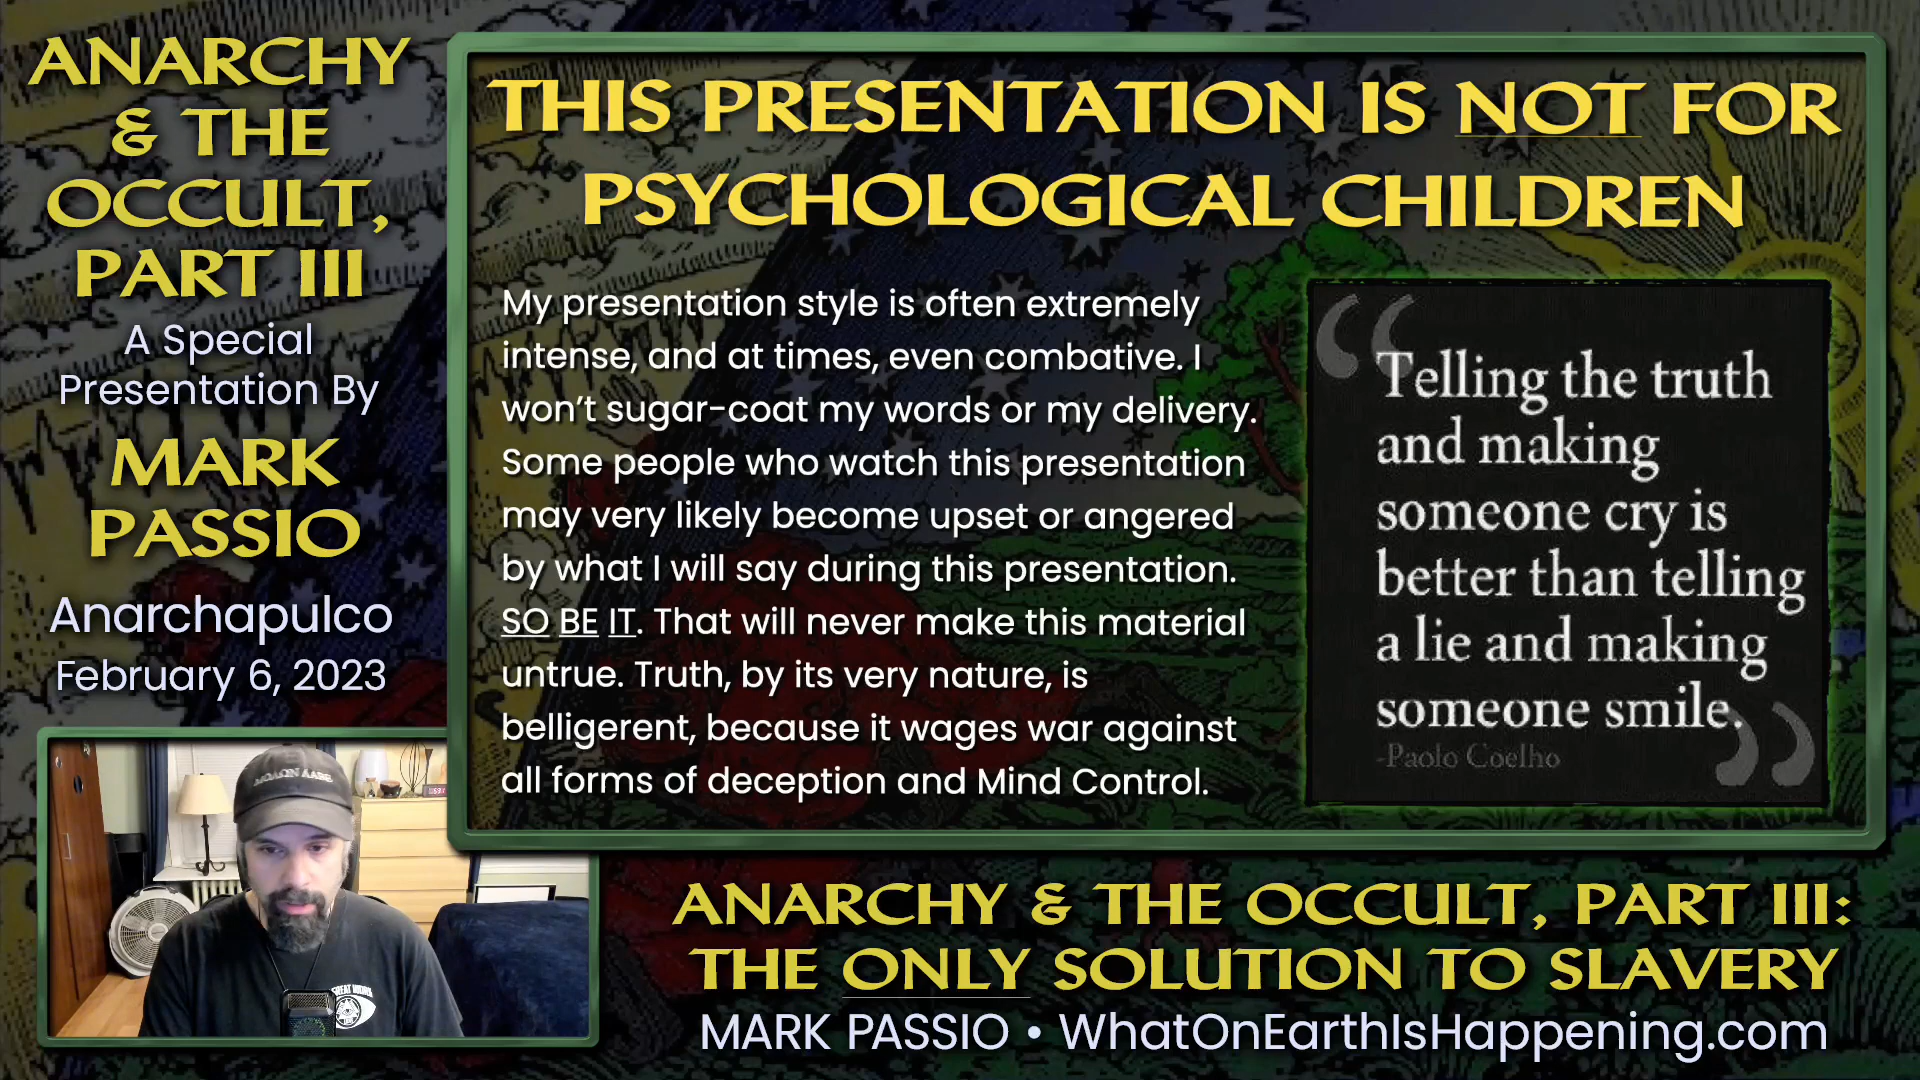 ANARCHY
& THE
OCCULT,
PART III
A Special
Presentation By
MARK
PASSIO
Anarchapulco
February 6, 2023
THIS PRESENTATION IS NOT FOR
PSYCHOLOGICAL CHILDREN
My presentation style is often extremely
intense, and at times, even combative. I
won't sugar-coat my words or my delivery.
Some people who watch this presentation
may very likely become upset or angered
by what I will say during this presentation.
SO BE IT. That will never make this material
untrue. Truth, by its very nature, is
belligerent, because it wages war against
all forms of deception and Mind Control.
“Telling the truth
and making
someone cry is
better than telling
a lie and making
someone smile.”
-Paolo Coelho
ΜΟΛΩΝ ΛΑΒΕ
GREAT WORK
ANARCHY & THE OCCULT, PART III:
THE ONLY SOLUTION TO SLAVERY
MARK PASSIO • WhatOnEarthIsHappening.com